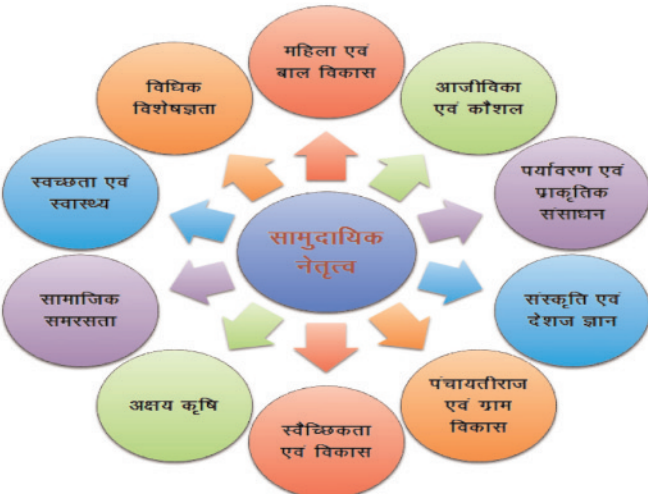 महिला एवं
बाल विकास
आजीविका
एवं कौशल
पर्यावरण एवं
प्राकृतिक
संसाधन
संस्कृति एवं
देशज ज्ञान
पंचायतीराज
एवं ग्राम
विकास
स्वैच्छिकता
एवं विकास
अक्षय कृषि
सामाजिक
समरसता
स्वच्छता एवं
स्वास्थ्य
विधिक
विशेषज्ञता
सामुदायिक
नेतृत्व